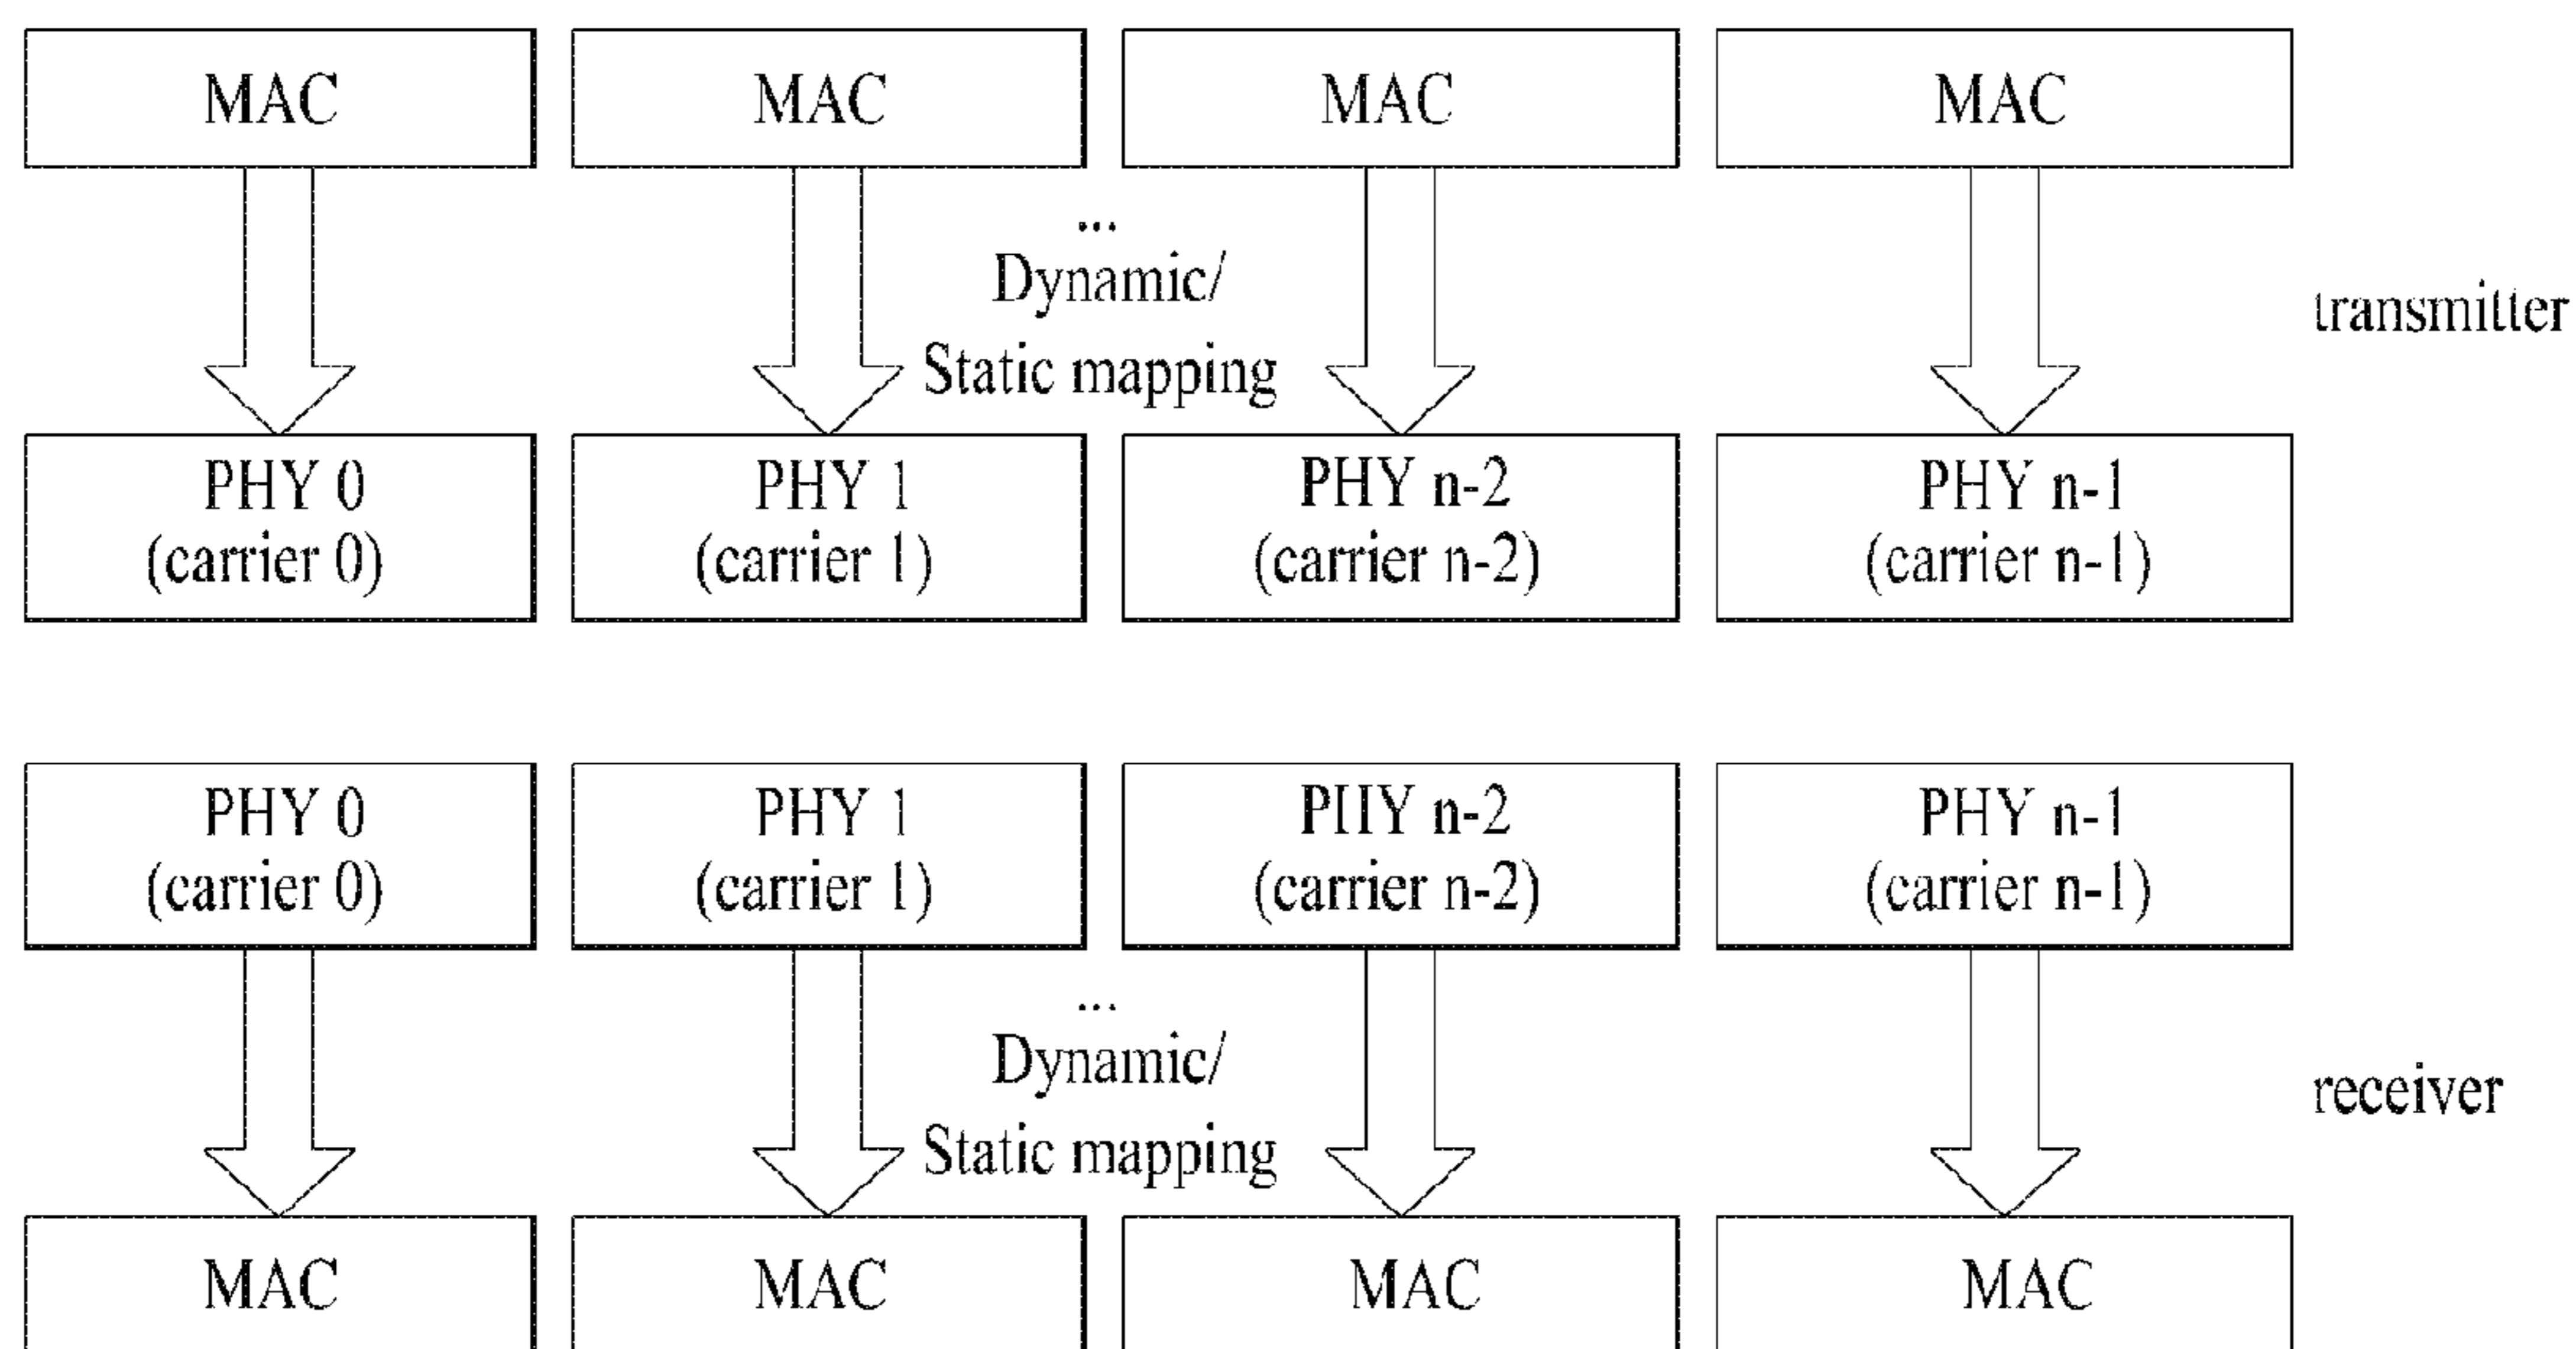 MAC MAC MAC MAC
...
Dynamic/
Static mapping
transmitter
PHY 0 PHY 1 PHY n-2 PHY n-1
(carrier 0) (carrier 1) (carrier n-2) (carrier n-1)
PHY 0 PHY 1 PHY n-2 PHY n-1
(carrier 0) (carrier 1) (carrier n-2) (carrier n-1)
...
Dynamic/
Static mapping
receiver
MAC MAC MAC MAC